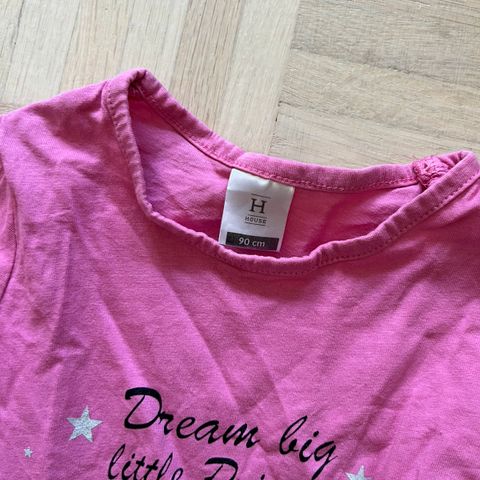 H
HOUSE
90 cm
Dream big
little